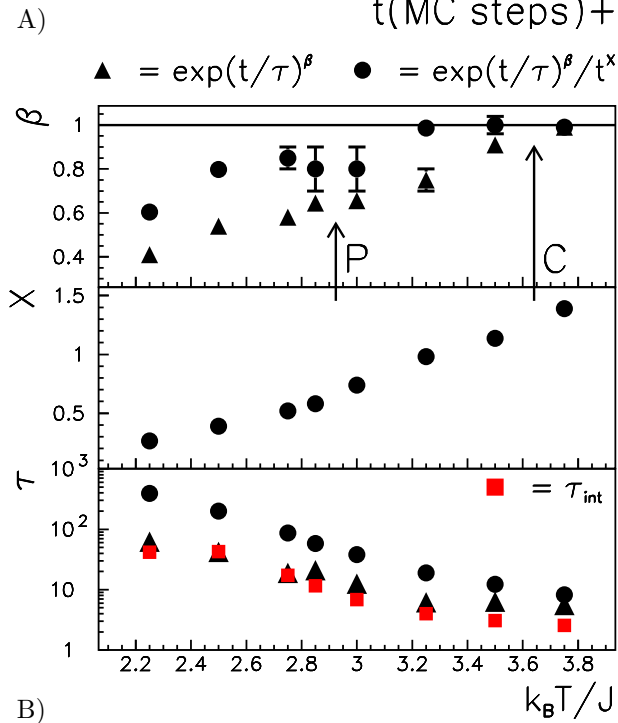 A)
t(MC steps)+
▲ = exp(t/τ)^β ● = exp(t/τ)^β/t^x
β
1
0.8
0.6
0.4
P
C
X
1.5
1
0.5
τ
10^3
10^2
10
1
■ = τ_int
2.2 2.4 2.6 2.8 3 3.2 3.4 3.6 3.8
B)
k_BT/J